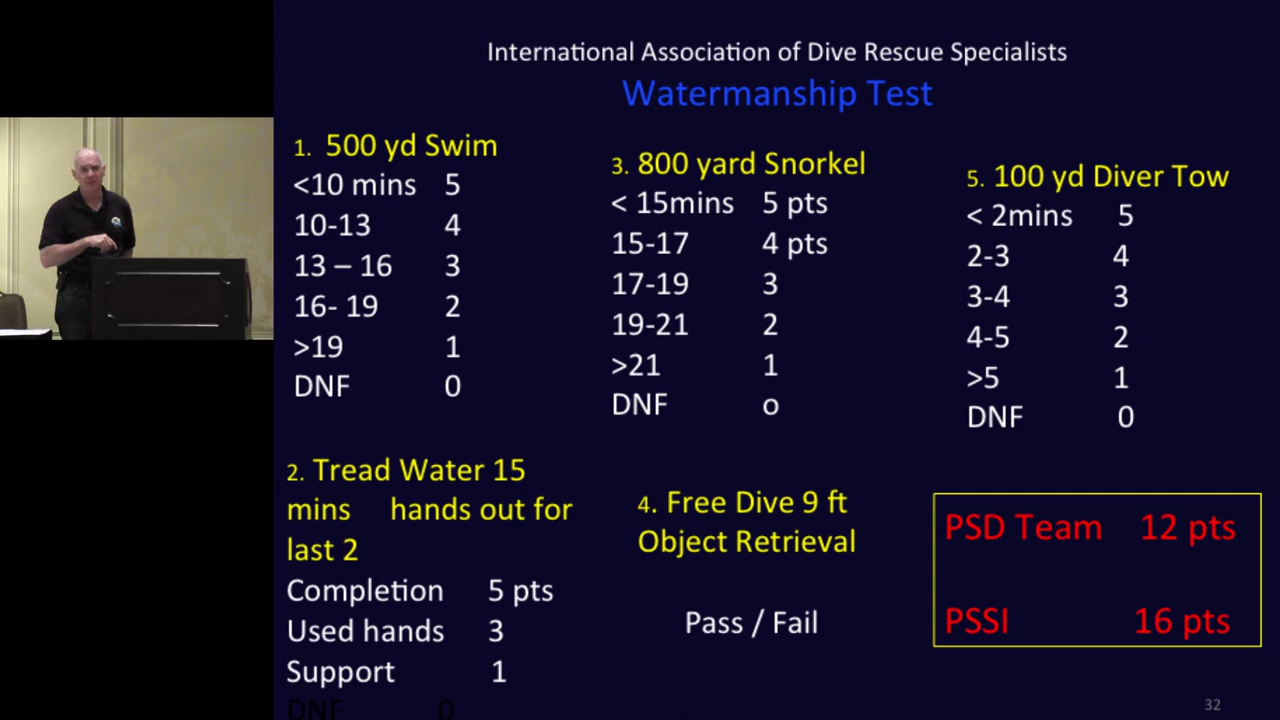 International Association of Dive Rescue Specialists
Watermanship Test
1. 500 yd Swim
<10 mins 5
10-13 4
13 – 16 3
16- 19 2
>19 1
DNF 0
2. Tread Water 15
mins hands out for
last 2
Completion 5 pts
Used hands 3
Support 1
DNF 0
3. 800 yard Snorkel
< 15mins 5 pts
15-17 4 pts
17-19 3
19-21 2
>21 1
DNF o
4. Free Dive 9 ft
Object Retrieval
Pass / Fail
5. 100 yd Diver Tow
< 2mins 5
2-3 4
3-4 3
4-5 2
>5 1
DNF 0
PSD Team 12 pts
PSSI 16 pts
32